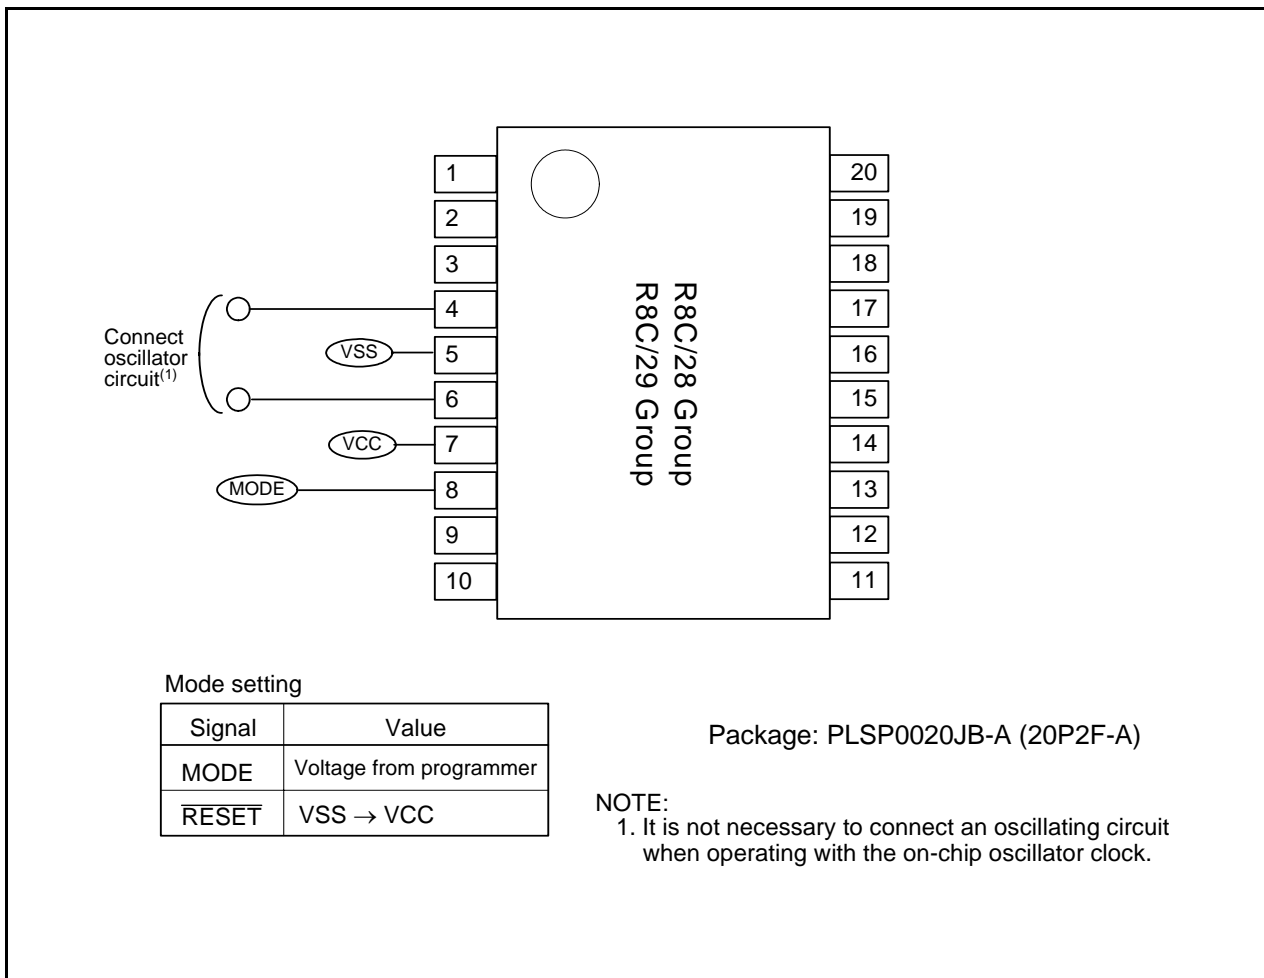 1
2
3
4
5
6
7
8
9
10
20
19
18
17
16
15
14
13
12
11
Connect
oscillator
circuit(1)
VSS
VCC
MODE
R8C/28 Group
R8C/29 Group
Mode setting
Signal Value
MODE Voltage from programmer
RESET VSS → VCC
Package: PLSP0020JB-A (20P2F-A)
NOTE:
1. It is not necessary to connect an oscillating circuit
when operating with the on-chip oscillator clock.